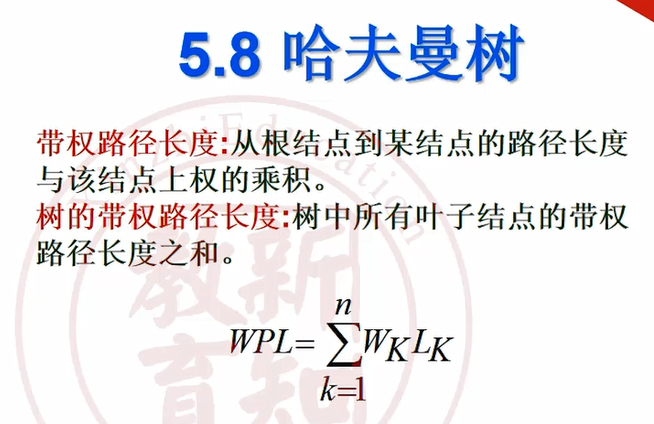 5.8 哈夫曼树
带权路径长度:从根结点到某结点的路径长度
与该结点上权的乘积。
树的带权路径长度:树中所有叶子结点的带权
路径长度之和。
n
WPL=∑WKLK
k=1